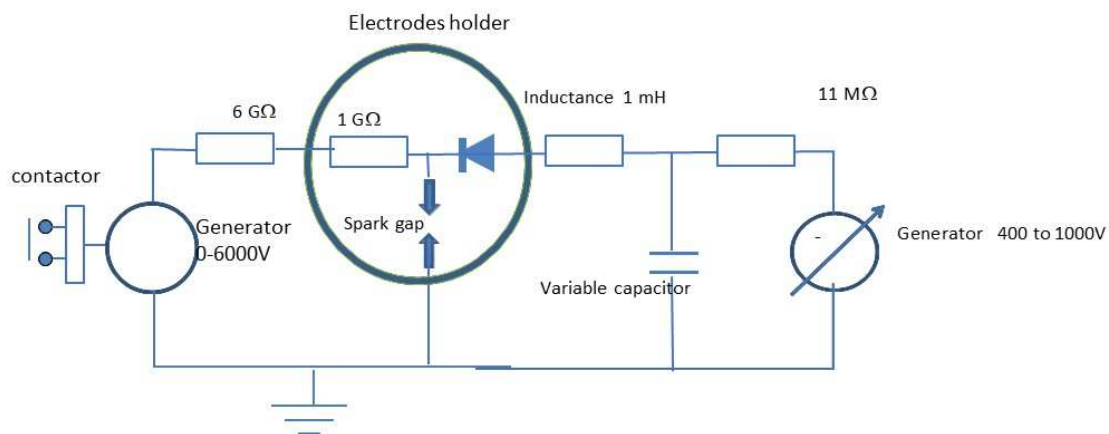 Electrodes holder
Inductance 1 mH
11 MΩ
6 GΩ
1 GΩ
contactor
Generator
0-6000V
Spark gap
-
Generator 400 to 1000V
Variable capacitor